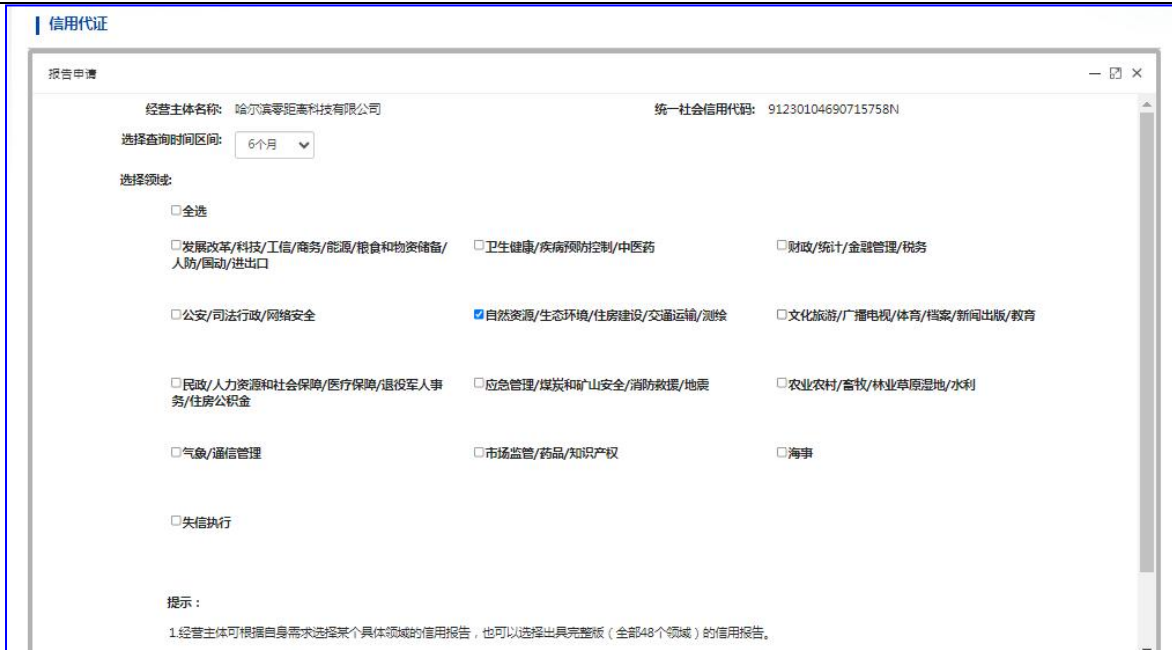 信用代证
报告申请
经营主体名称: 哈尔滨零距离科技有限公司 统一社会信用代码: 91230104690715758N
选择查询时间区间: 6个月
选择领域:
全选
发展改革/科技/工信/商务/能源/粮食和物资储备/ 卫生健康/疾病预防控制/中医药 财政/统计/金融管理/税务
人防/国动/进出口
公安/司法行政/网络安全 自然资源/生态环境/住房建设/交通运输/测绘 文化旅游/广播电视/体育/档案/新闻出版/教育
民政/人力资源和社会保障/医疗保障/退役军人事 应急管理/煤炭和矿山安全/消防救援/地震 农业农村/畜牧/林业草原湿地/水利
务/住房公积金
气象/通信管理 市场监管/药品/知识产权 海事
失信执行
提示：
1.经营主体可根据自身需求选择某个具体领域的信用报告，也可以选择出具完整版（全部48个领域）的信用报告。